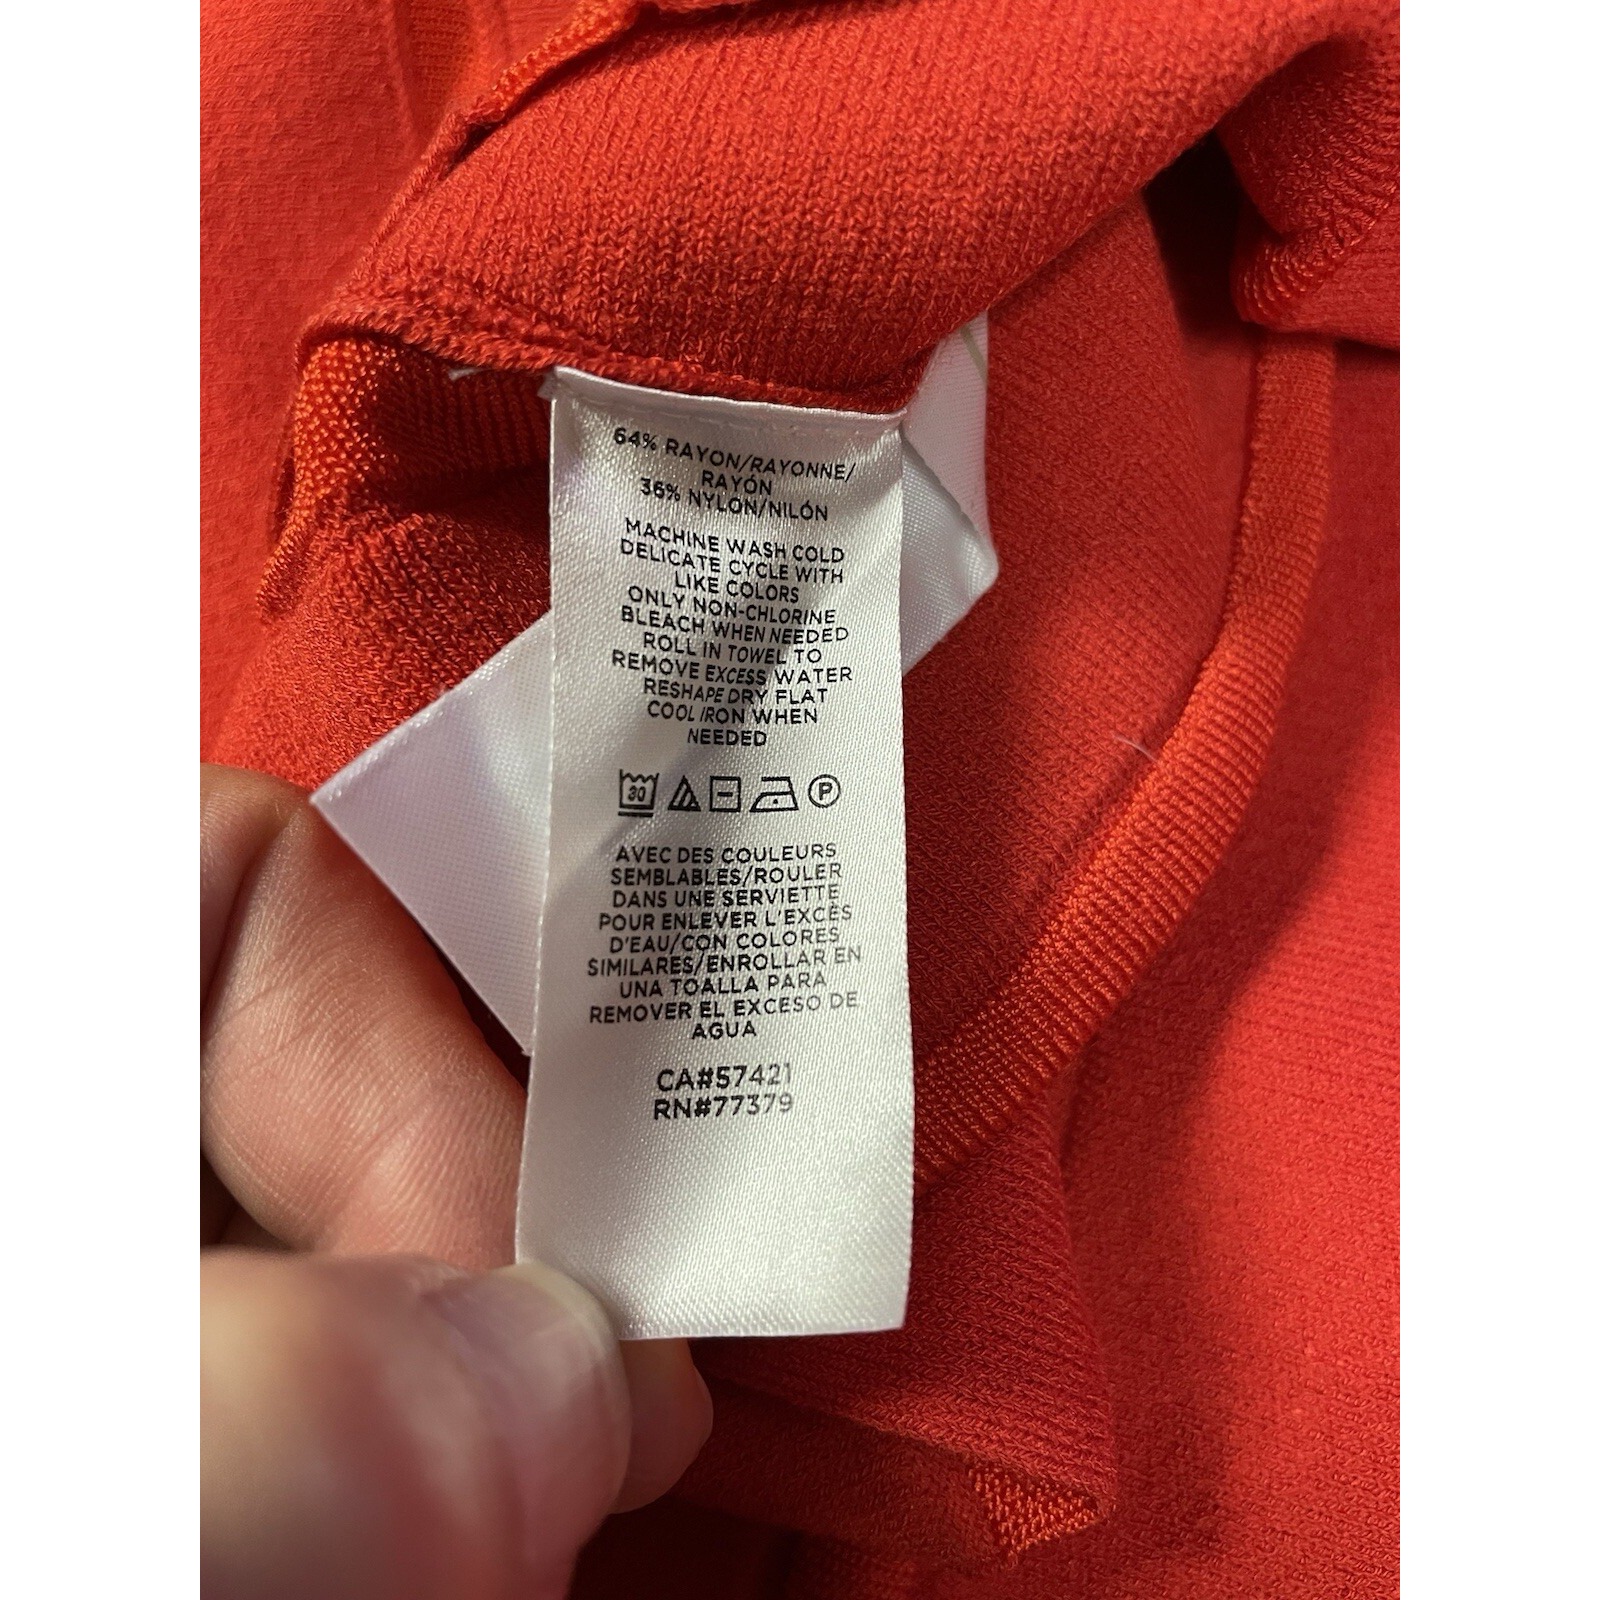 64% RAYON/RAYONNE/
RAYÓN
36% NYLON/NILÓN
MACHINE WASH COLD
DELICATE CYCLE WITH
LIKE COLORS
ONLY NON-CHLORINE
BLEACH WHEN NEEDED
ROLL IN TOWEL TO
REMOVE EXCESS WATER
RESHAPE DRY FLAT
COOL IRON WHEN
NEEDED
30 P
AVEC DES COULEURS
SEMBLABLES/ROULER
DANS UNE SERVIETTE
POUR ENLEVER L'EXCÈS
D'EAU/CON COLORES
SIMILARES/ENROLLAR EN
UNA TOALLA PARA
REMOVER EL EXCESO DE
AGUA
CA#57421
RN#77379